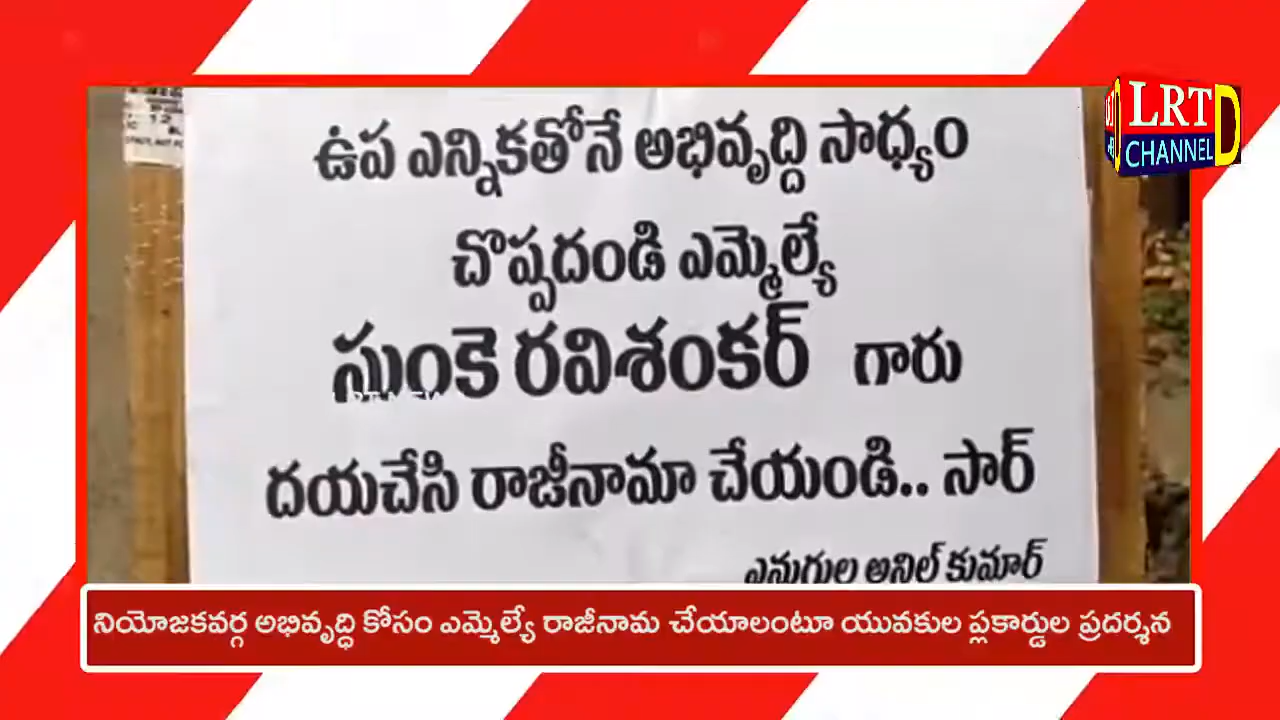 ఉప ఎన్నికతోనే అభివృద్ది సాధ్యం
చొప్పదండి ఎమ్మెల్యే
సుంకె రవిశంకర్ గారు
దయచేసి రాజీనామా చేయండి.. సార్
ఎనుగుల అనిల్ కుమార్
LRT
CHANNEL
నియోజకవర్గ అభివృద్ధి కోసం ఎమ్మెల్యే రాజీనామ చేయాలంటూ యువకుల ప్లకార్డుల ప్రదర్శన